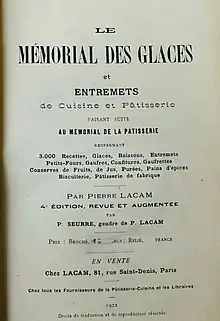 LE
MÉMORIAL DES GLACES
et
ENTREMETS
de Cuisine et Pâtisserie
FAISANT SUITE
AU MÉMORIAL DE LA PATISSERIE
RENFERMANT
3.000 Recettes, Glaces, Boissons, Entremets
Petits-Fours, Gaufres, Confitures, Gaufrettes
Conserves de Fruits, de Jus, Purées, Pains d'épices
Biscuiterie, Pâtisserie de fabrique
PAR PIERRE LACAM
4e ÉDITION, REVUE ET AUGMENTÉE
PAR
P. SEURRE, gendre de P. LACAM
PRIX : BROCHÉ, RELIÉ, FRANCS
EN VENTE
Chez LACAM, 81, rue Saint-Denis, Paris
Chez tous les Fournisseurs de la Pâtisserie-Cuisine et les Libraires
Droits de traduction et de reproduction réservés